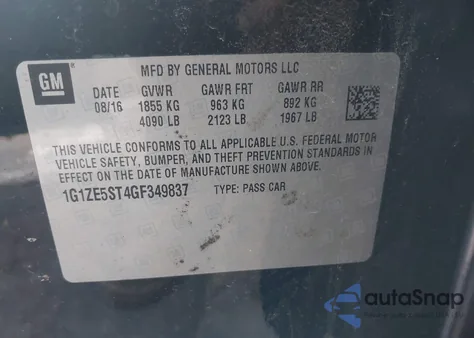 GM
MFD BY GENERAL MOTORS LLC
DATE GVWR GAWR FRT GAWR RR
08/16 1855 KG 963 KG 892 KG
4090 LB 2123 LB 1967 LB
THIS VEHICLE CONFORMS TO ALL APPLICABLE U.S. FEDERAL MOTOR
VEHICLE SAFETY, BUMPER, AND THEFT PREVENTION STANDARDS IN
EFFECT ON THE DATE OF MANUFACTURE SHOWN ABOVE.
1G1ZE5ST4GF349837 TYPE: PASS CAR
autoSnap